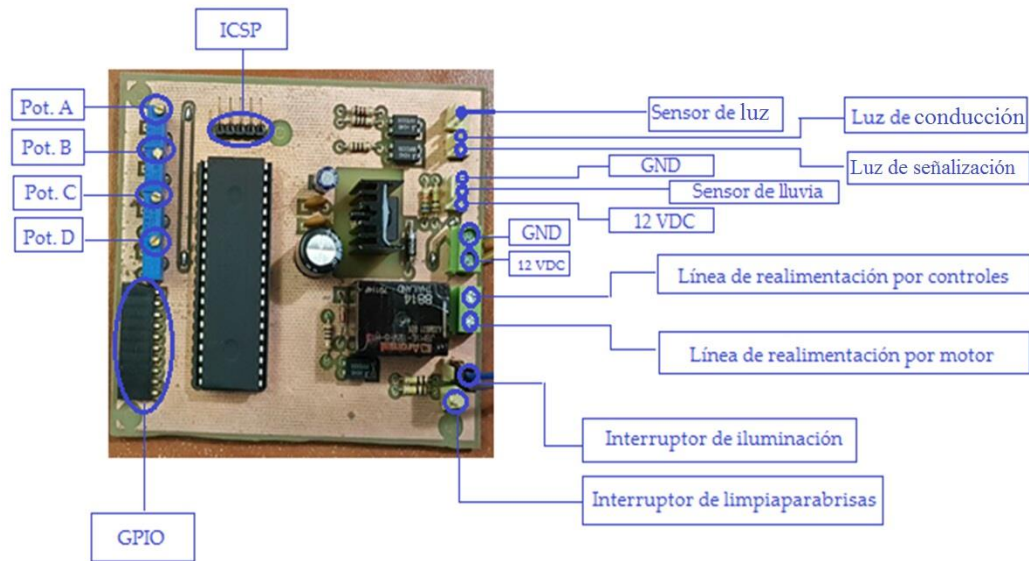 ICSP
Pot. A
Pot. B
Pot. C
Pot. D
GPIO
Sensor de luz
Luz de conducción
Luz de señalización
GND
Sensor de lluvia
12 VDC
GND
12 VDC
Línea de realimentación por controles
Línea de realimentación por motor
Interruptor de iluminación
Interruptor de limpiaparabrisas
8814